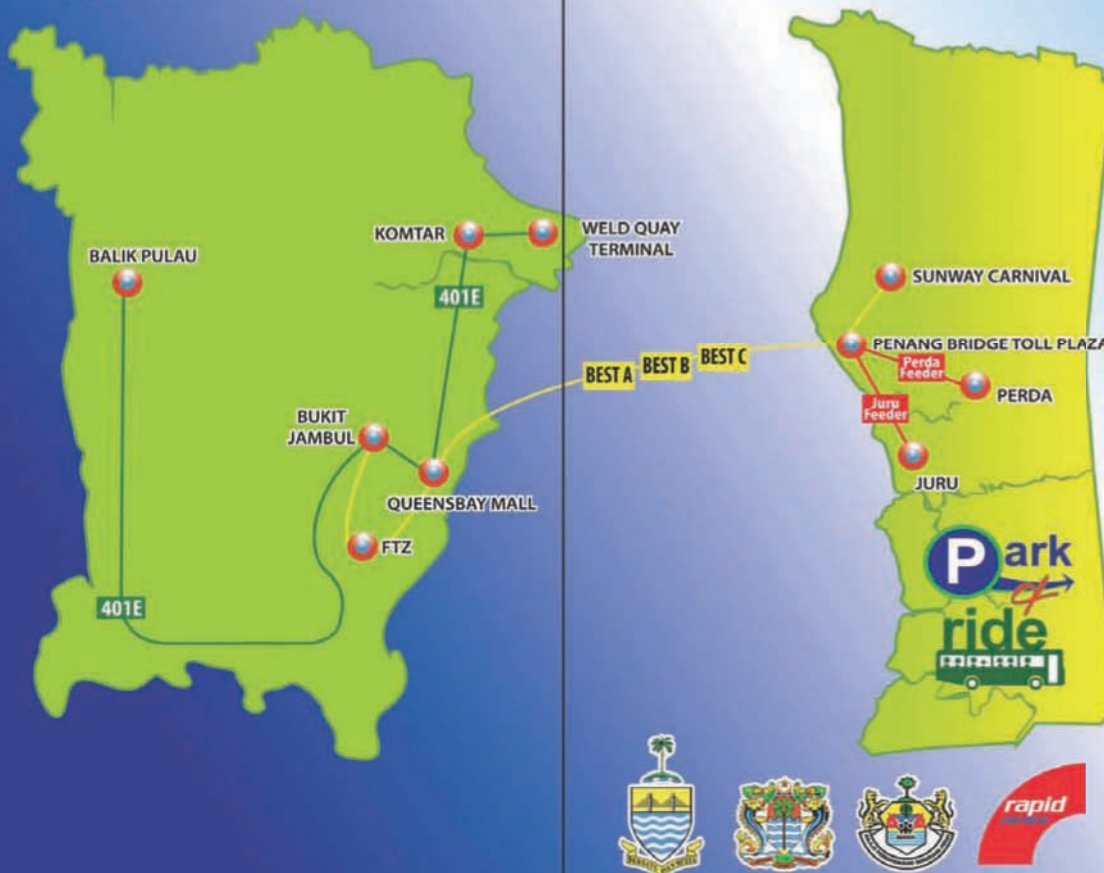 KOMTAR
WELD QUAY
TERMINAL
BALIK PULAU
SUNWAY CARNIVAL
401E
PENANG BRIDGE TOLL PLAZA
BEST A
BEST B
BEST C
Perda
Feeder
PERDA
Juru
Feeder
BUKIT
JAMBUL
JURU
QUEENSBAY MALL
FTZ
Park
&
ride
401E
rapid